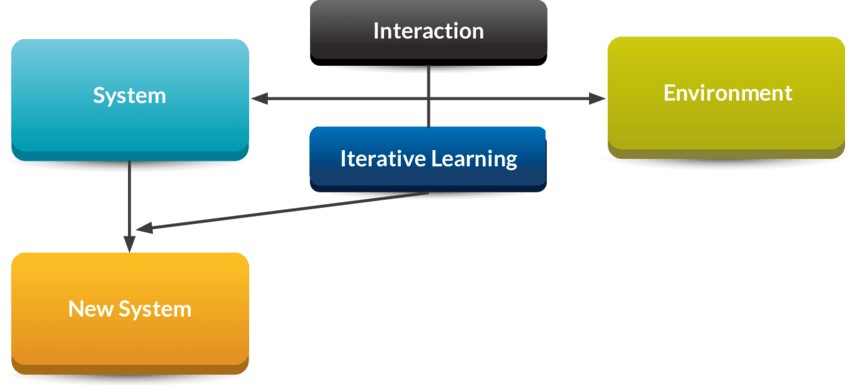 Interaction
System
Environment
Iterative Learning
New System